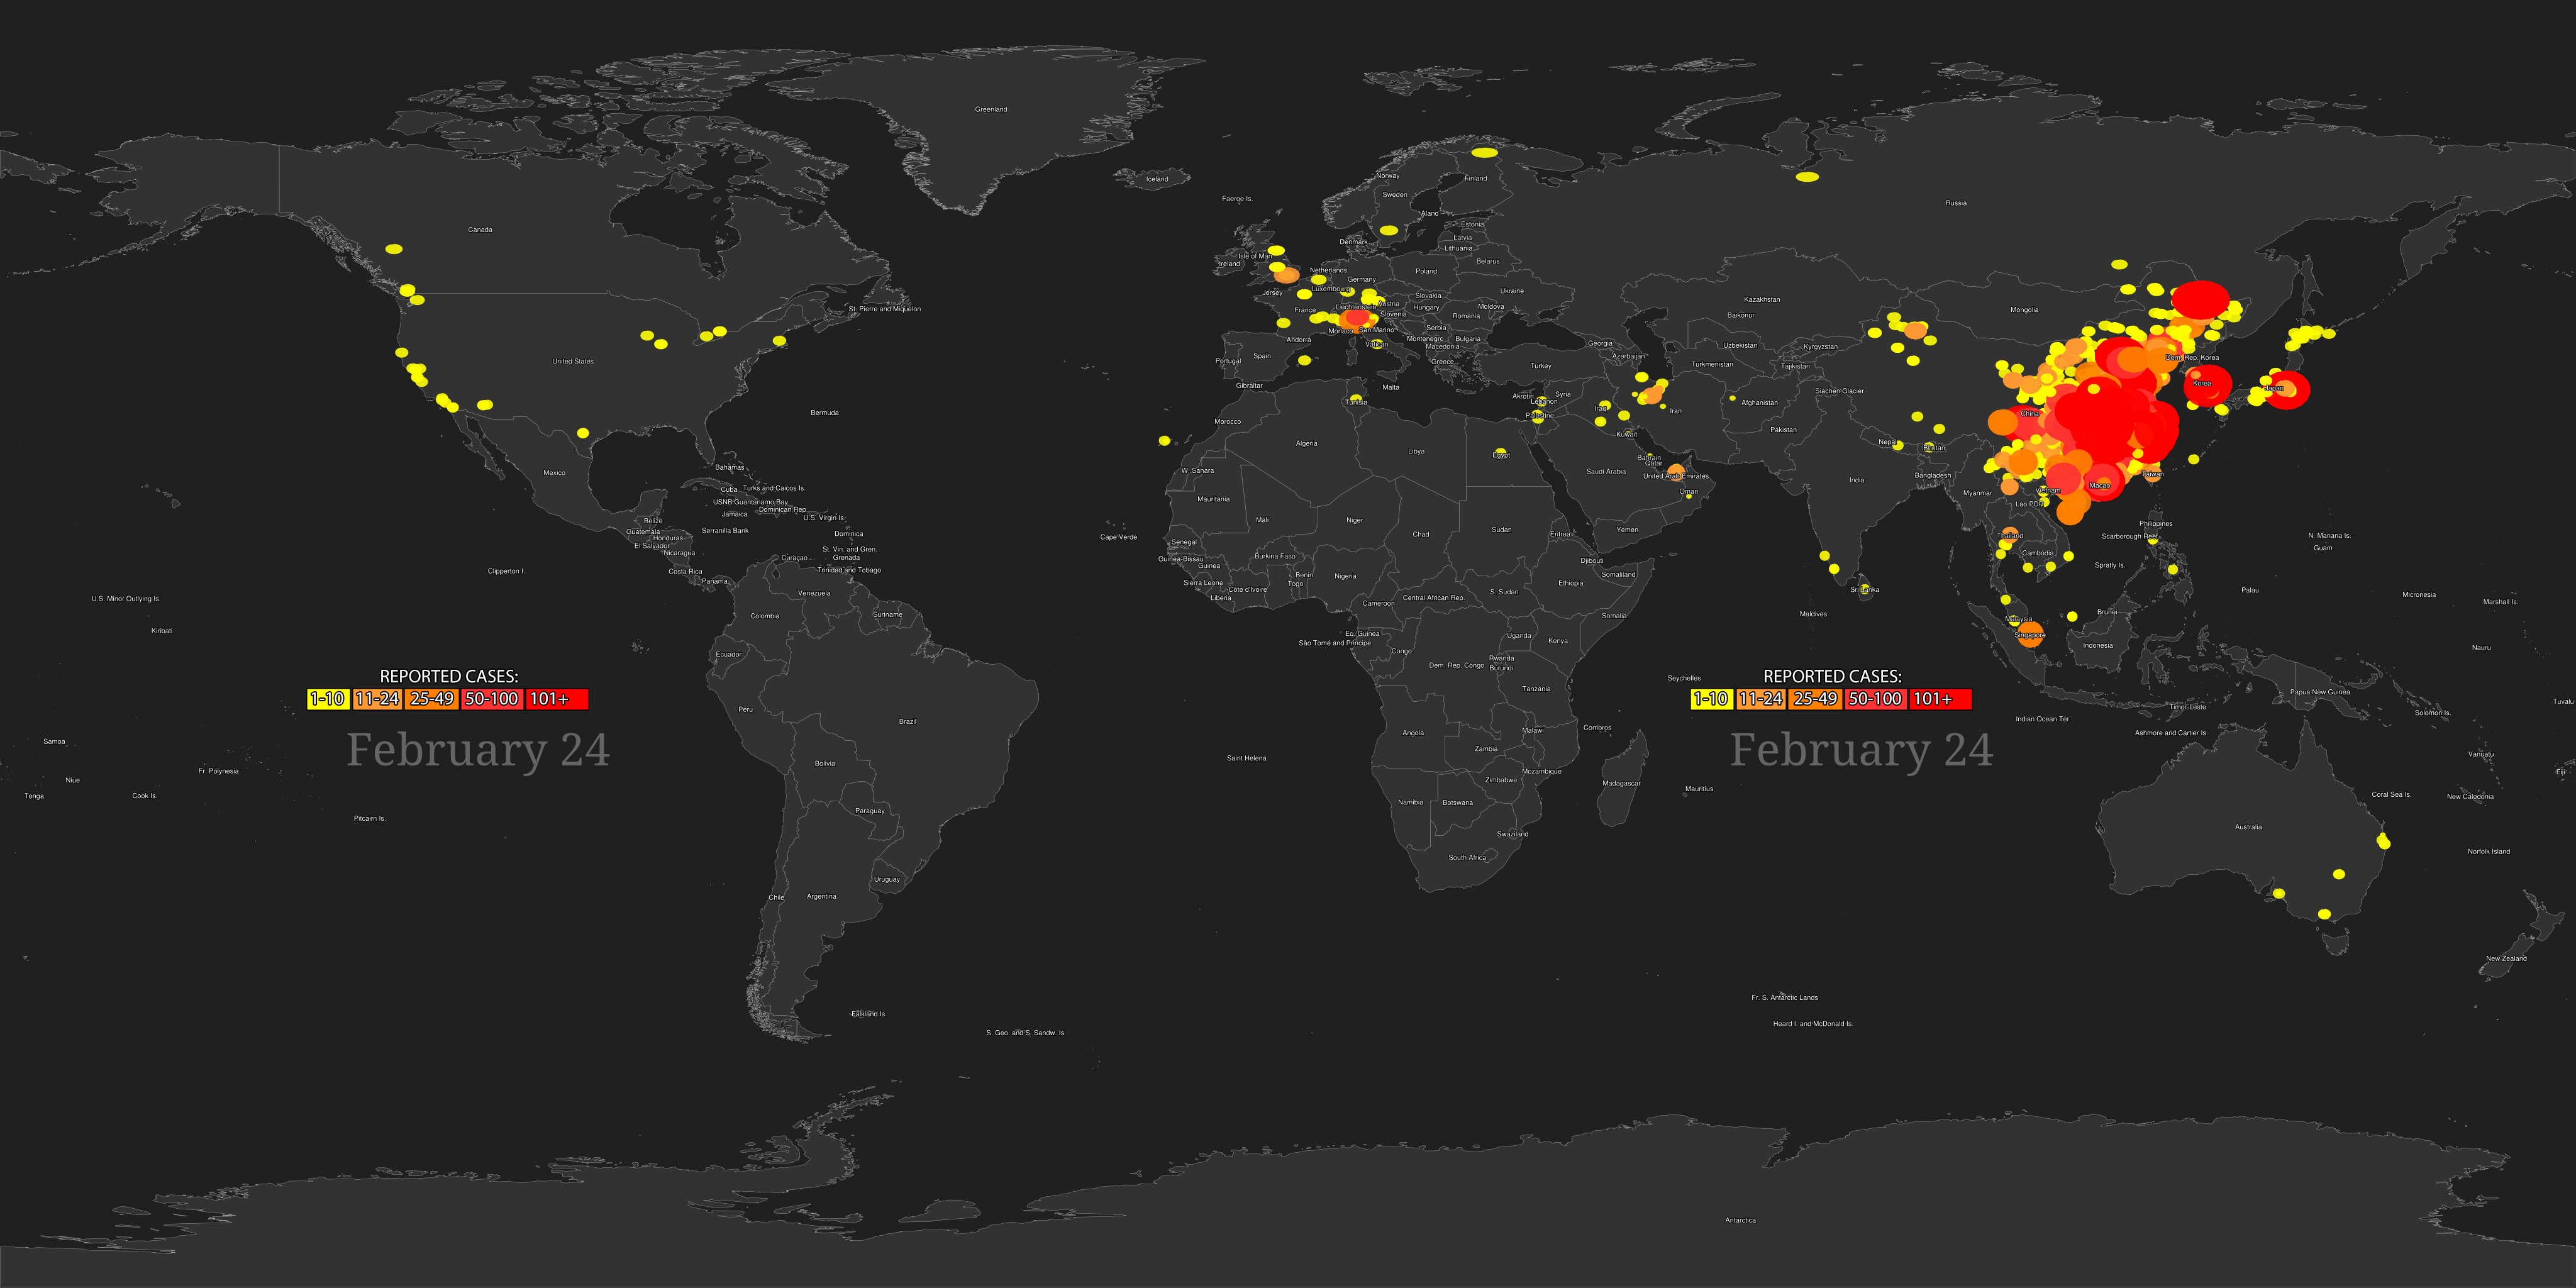 Greenland
Iceland
Norway
Finland
Sweden
Faeroe Is.
Russia
Aland
Estonia
Canada
Latvia
Denmark
Lithuania
Isle of Man
Ireland
Belarus
Netherlands
Poland
Germany
Luxembourg
Jersey
Ukraine
Slovakia
Kazakhstan
Austria
Liechtenstein
Hungary
Moldova
St. Pierre and Miquelon
France
Mongolia
Slovenia
Baikonur
Romania
Serbia
Monaco
San Marino
Montenegro
Bulgaria
Andorra
Georgia
Vatican
Uzbekistan
Kyrgyzstan
Macedonia
Spain
Azerbaijan
Dem. Rep. Korea
Portugal
United States
Greece
Turkmenistan
Turkey
Tajikistan
Korea
Gibraltar
Malta
Japan
Siachen Glacier
Akrotiri
Syria
Tunisia
Lebanon
Afghanistan
Iraq
Iran
Bermuda
China
Palestine
Morocco
Pakistan
Kuwait
Nepal
Algeria
Bhutan
Libya
Egypt
Bahrain
Qatar
Bahamas
W. Sahara
Saudi Arabia
Mexico
United Arab Emirates
Taiwan
Bangladesh
India
Macao
Cuba
Turks and Caicos Is.
Oman
Vietnam
Myanmar
Mauritania
USNB Guantanamo Bay
Lao PDR
Dominican Rep.
Jamaica
U.S. Virgin Is.
Belize
Mali
Niger
Philippines
Guatemala
Serranilla Bank
Sudan
Yemen
Dominica
Chad
Eritrea
Thailand
N. Mariana Is.
Scarborough Reef
Cape Verde
Honduras
Senegal
El Salvador
Guam
St. Vin. and Gren.
Nicaragua
Cambodia
Burkina Faso
Curaçao
Grenada
Guinea-Bissau
Djibouti
Guinea
Spratly Is.
Clipperton I.
Costa Rica
Trinidad and Tobago
Benin
Nigeria
Somaliland
Panama
Sierra Leone
Togo
Ethiopia
Côte d'Ivoire
Sri Lanka
Venezuela
Palau
S. Sudan
Micronesia
U.S. Minor Outlying Is.
Liberia
Central African Rep.
Marshall Is.
Cameroon
Brunei
Suriname
Maldives
Colombia
Somalia
Malaysia
Kiribati
Eq. Guinea
Singapore
Uganda
São Tomé and Principe
Kenya
Indonesia
Nauru
Congo
Ecuador
Rwanda
Dem. Rep. Congo
Burundi
REPORTED CASES:
1-10 11-24 25-49 50-100 101+
February 24
Seychelles
REPORTED CASES:
1-10 11-24 25-49 50-100 101+
February 24
Tanzania
Papua New Guinea
Tuvalu
Timor-Leste
Peru
Solomon Is.
Indian Ocean Ter.
Brazil
Comoros
Malawi
Angola
Ashmore and Cartier Is.
Samoa
Zambia
Vanuatu
Saint Helena
Bolivia
Fr. Polynesia
Mozambique
Fiji
Niue
Zimbabwe
Madagascar
Mauritius
Tonga
Cook Is.
Coral Sea Is.
New Caledonia
Namibia
Botswana
Paraguay
Pitcairn Is.
Australia
Swaziland
Norfolk Island
South Africa
Uruguay
Chile
Argentina
New Zealand
Fr. S. Antarctic Lands
Falkland Is.
Heard I. and McDonald Is.
S. Geo. and S. Sandw. Is.
Antarctica